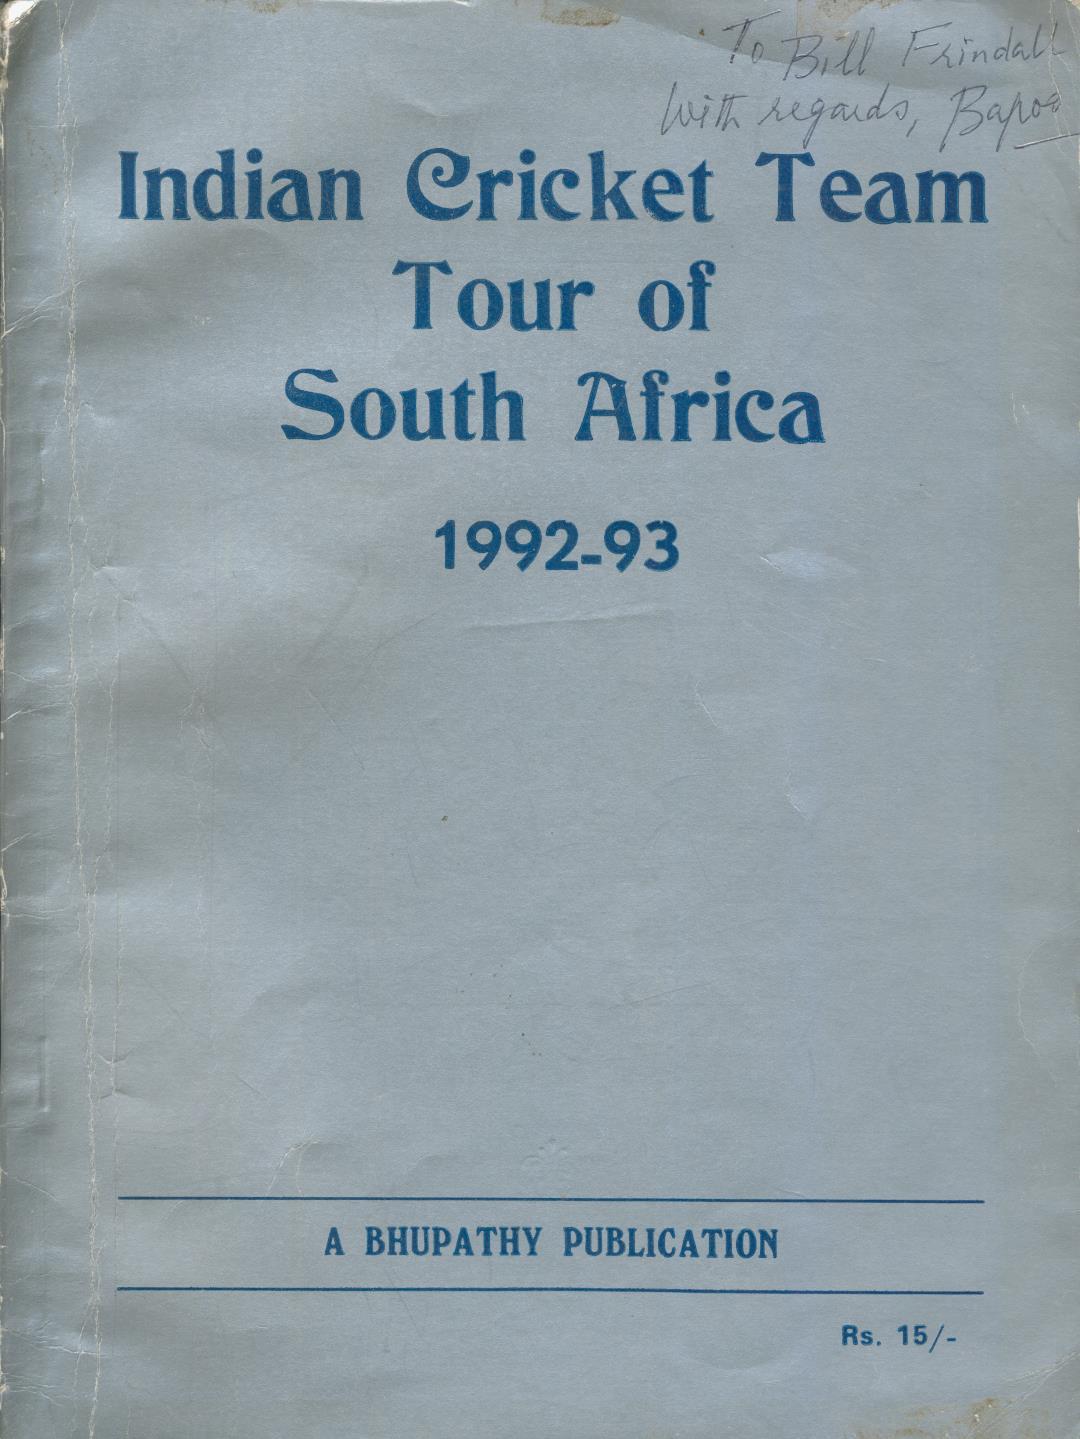 To Bill Frindall
With regards, Bapoo
Indian Cricket Team
Tour of
South Africa
1992-93
A BHUPATHY PUBLICATION
Rs. 15/-